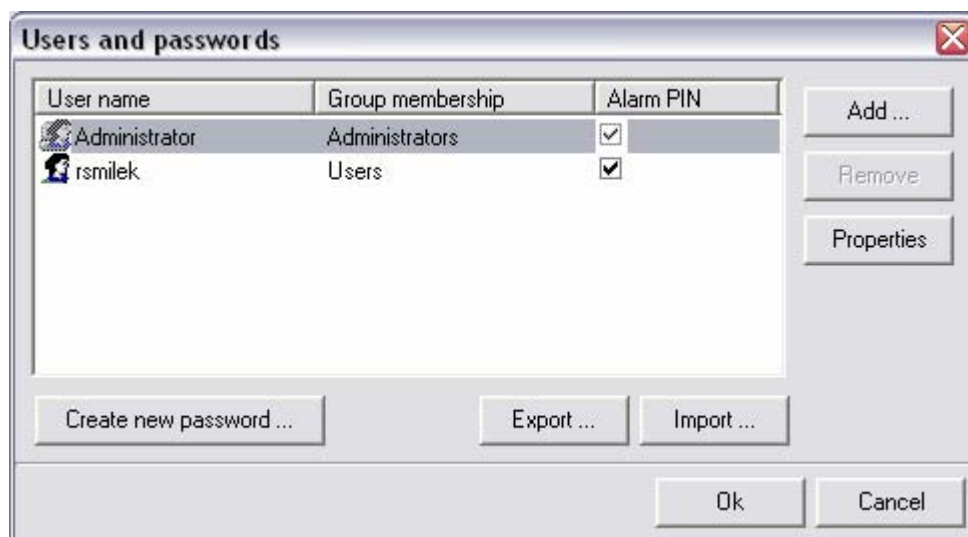 Users and passwords
User name Group membership Alarm PIN
Administrator Administrators
rsmilek Users
Add ...
Remove
Properties
Create new password ... Export ... Import ...
Ok Cancel